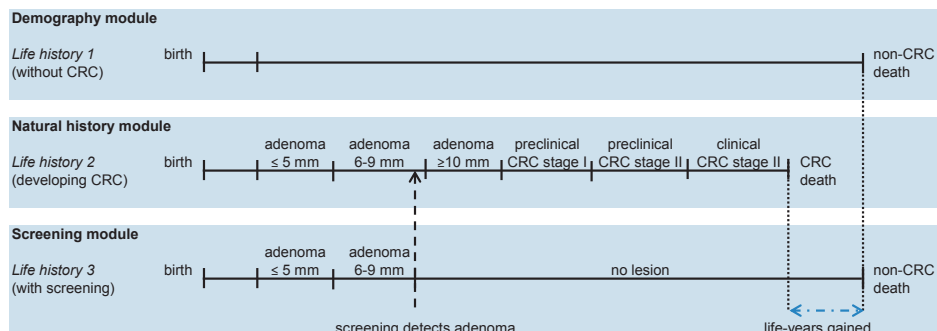 Demography module
Life history 1
(without CRC)
birth
non-CRC
death
Natural history module
Life history 2
(developing CRC)
birth
adenoma
≤ 5 mm
adenoma
6-9 mm
adenoma
≥10 mm
preclinical
CRC stage I
preclinical
CRC stage II
clinical
CRC stage II
CRC
death
Screening module
Life history 3
(with screening)
birth
adenoma
≤ 5 mm
adenoma
6-9 mm
no lesion
non-CRC
death
screening detects adenoma
life-years gained